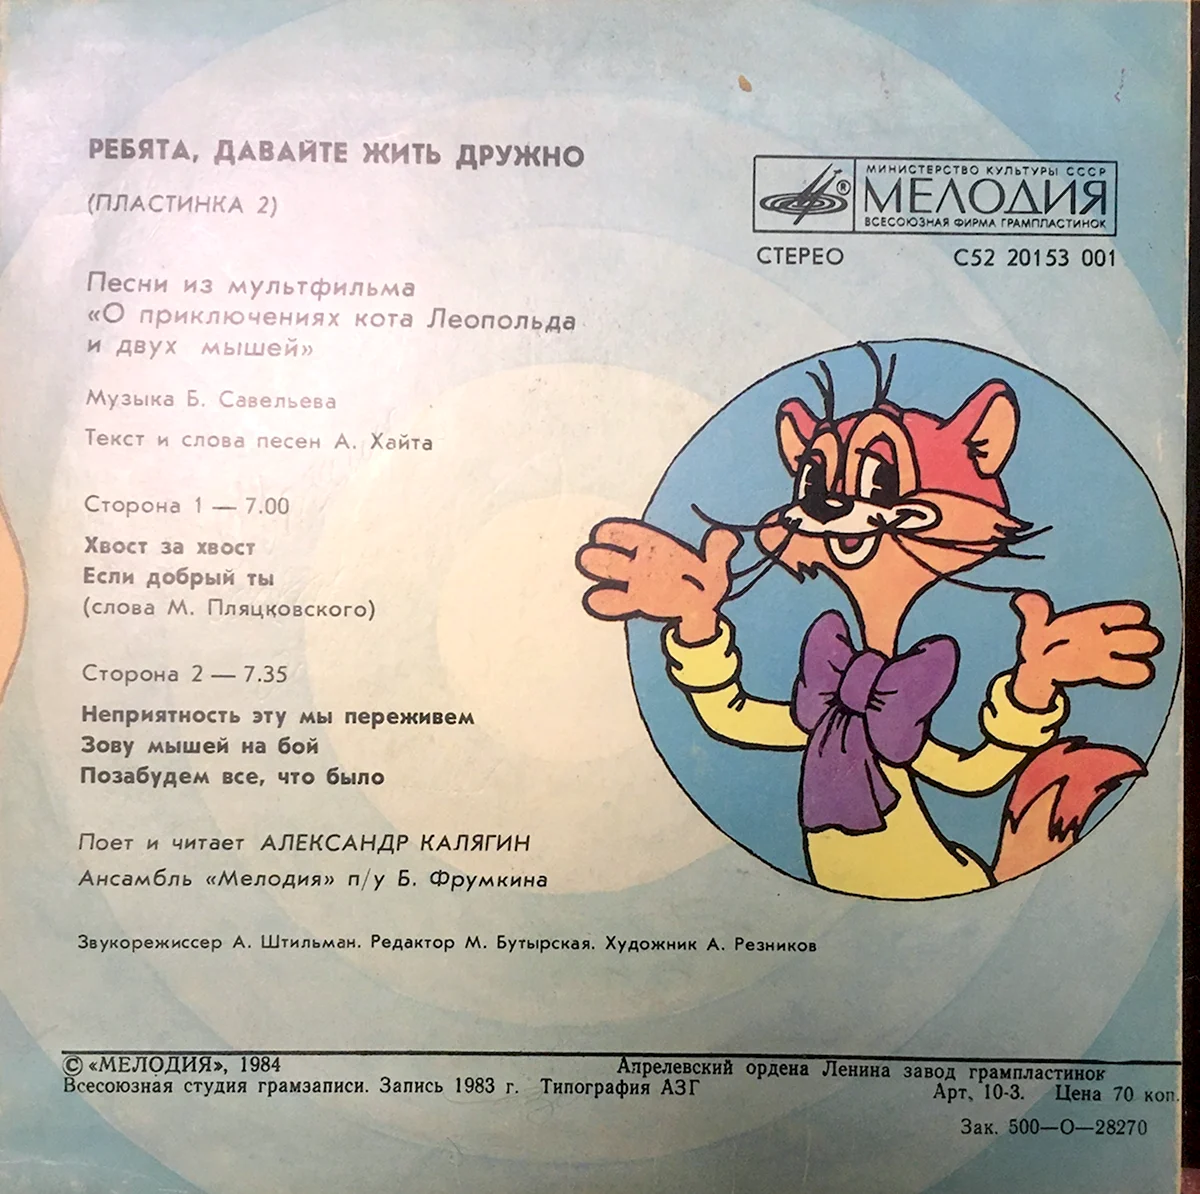 РЕБЯТА, ДАВАЙТЕ ЖИТЬ ДРУЖНО
(ПЛАСТИНКА 2)
Песни из мультфильма
«О приключениях кота Леопольда
и двух мышей»
Музыка Б. Савельева
Текст и слова песен А. Хайта
Сторона 1 — 7.00
Хвост за хвост
Если добрый ты
(слова М. Пляцковского)
Сторона 2 — 7.35
Неприятность эту мы переживем
Зову мышей на бой
Позабудем все, что было
Поет и читает АЛЕКСАНДР КАЛЯГИН
Ансамбль «Мелодия» п/у Б. Фрумкина
Звукорежиссер А. Штильман. Редактор М. Бутырская. Художник А. Резников
®
МИНИСТЕРСТВО КУЛЬТУРЫ СССР
МЕЛОДИЯ
ВСЕСОЮЗНАЯ ФИРМА ГРАМПЛАСТИНОК
СТЕРЕО С52 20153 001
© «МЕЛОДИЯ», 1984
Всесоюзная студия грамзаписи. Запись 1983 г. Типография АЗГ
Апрелевский ордена Ленина завод грампластинок
Арт, 10-3. Цена 70 коп.
Зак. 500—О—28270